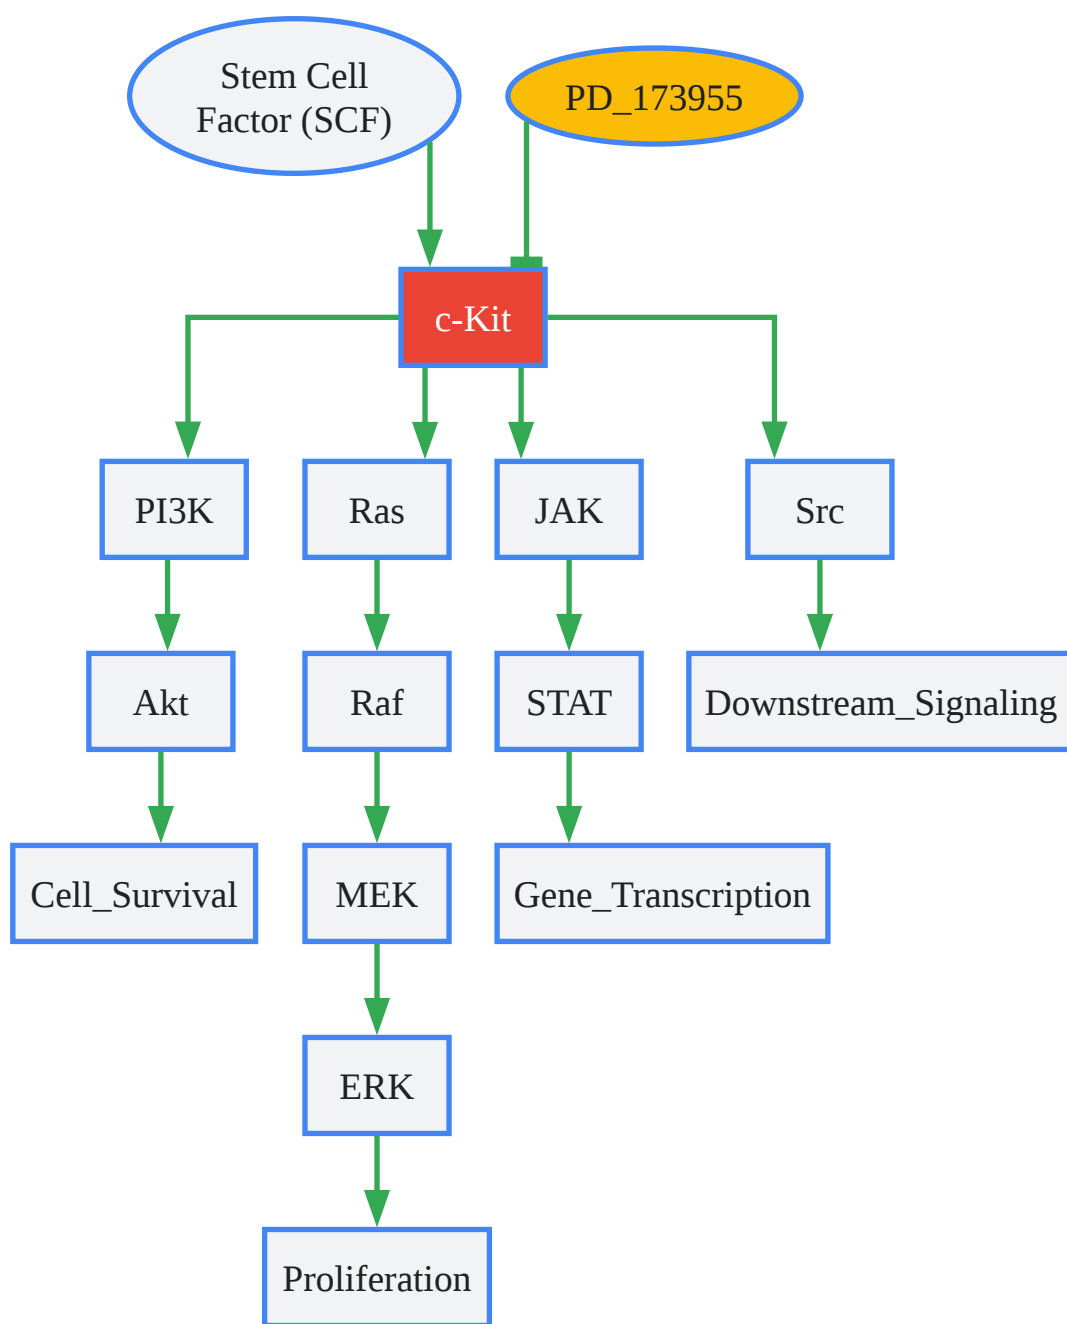 Stem Cell
Factor (SCF)
PD_173955
c-Kit
PI3K
Ras
JAK
Src
Akt
Raf
STAT
Downstream_Signaling
Cell_Survival
MEK
Gene_Transcription
ERK
Proliferation